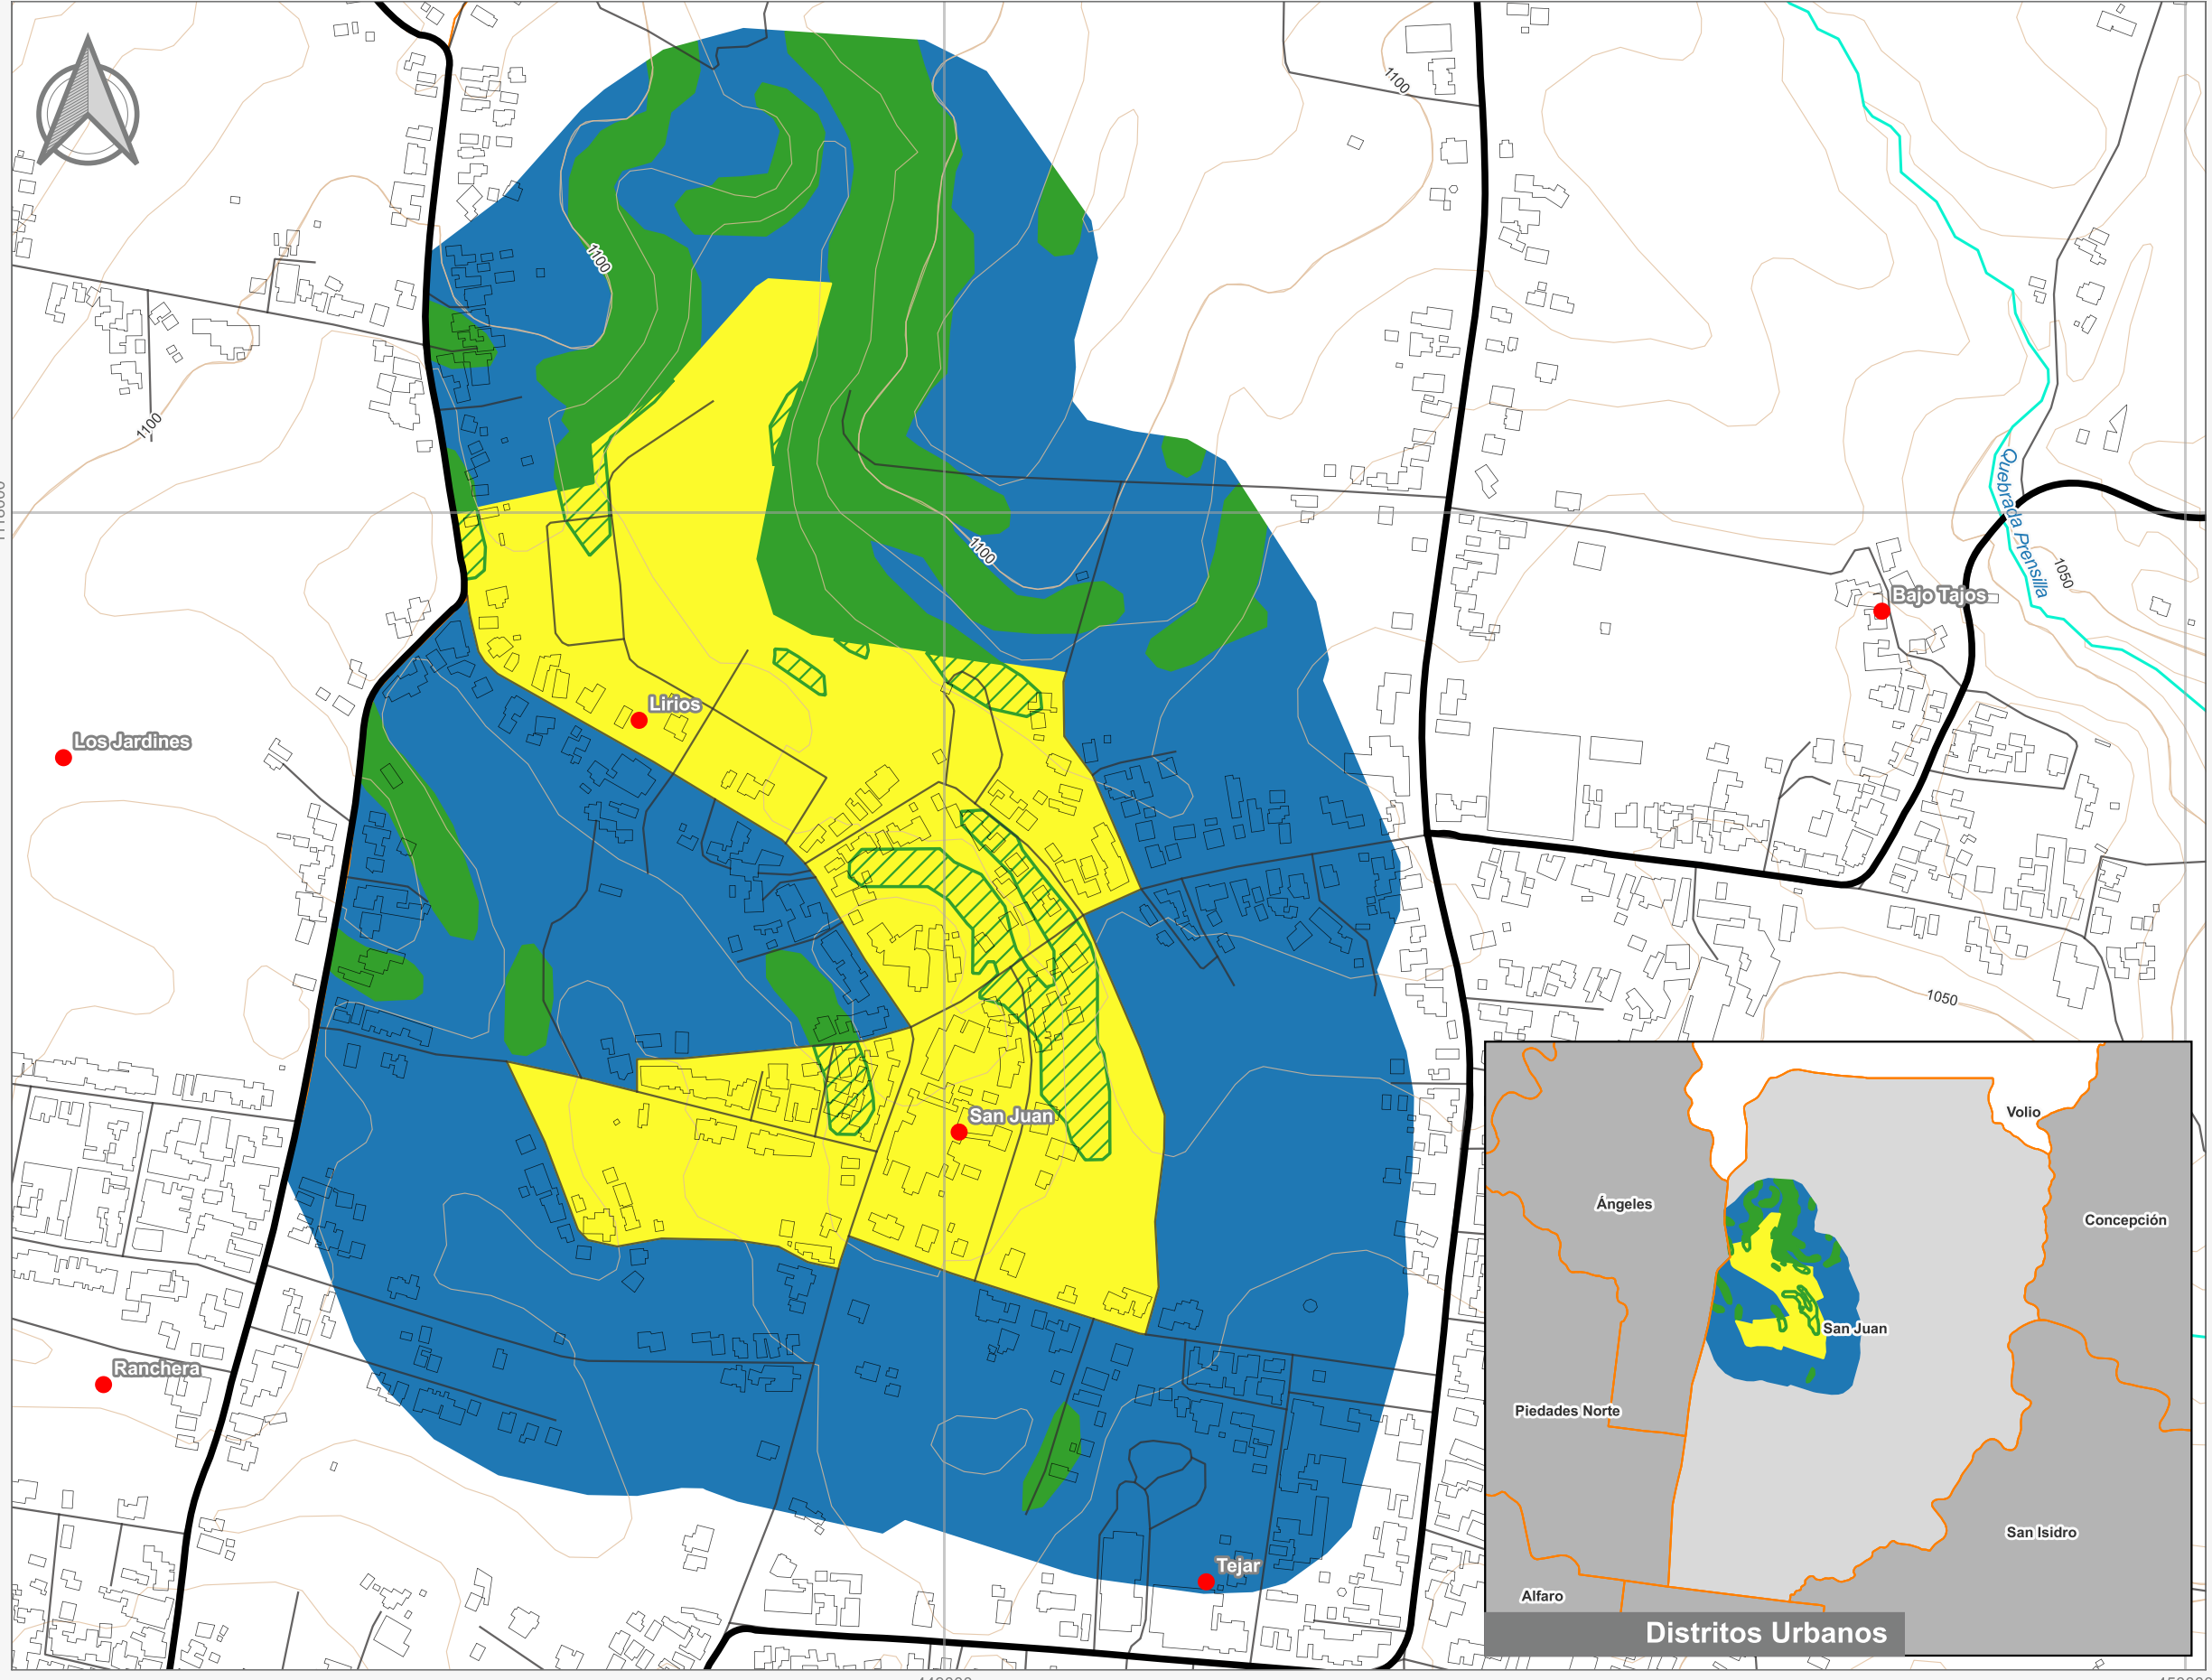 1100
1100
1100
Quebrada Prensilla
1100
1050
Bajo Tajos
Lirios
Los Jardines
1050
San Juan
Volio
Ángeles
Concepción
San Juan
Ranchera
Piedades Norte
San Isidro
Tejar
Alfaro
Distritos Urbanos